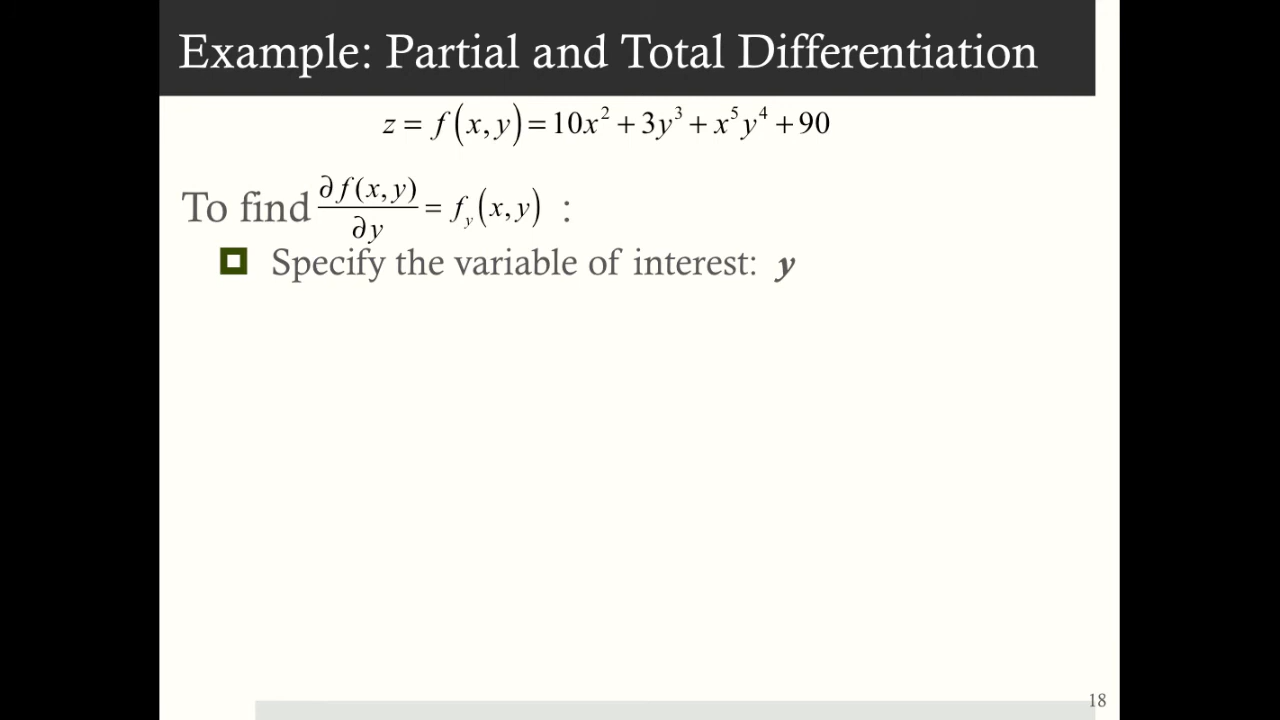 Example: Partial and Total Differentiation
z = f(x, y) = 10x² + 3y³ + x⁵y⁴ + 90
To find ∂f(x, y)/∂y = f_y(x, y) :
Specify the variable of interest: y
18